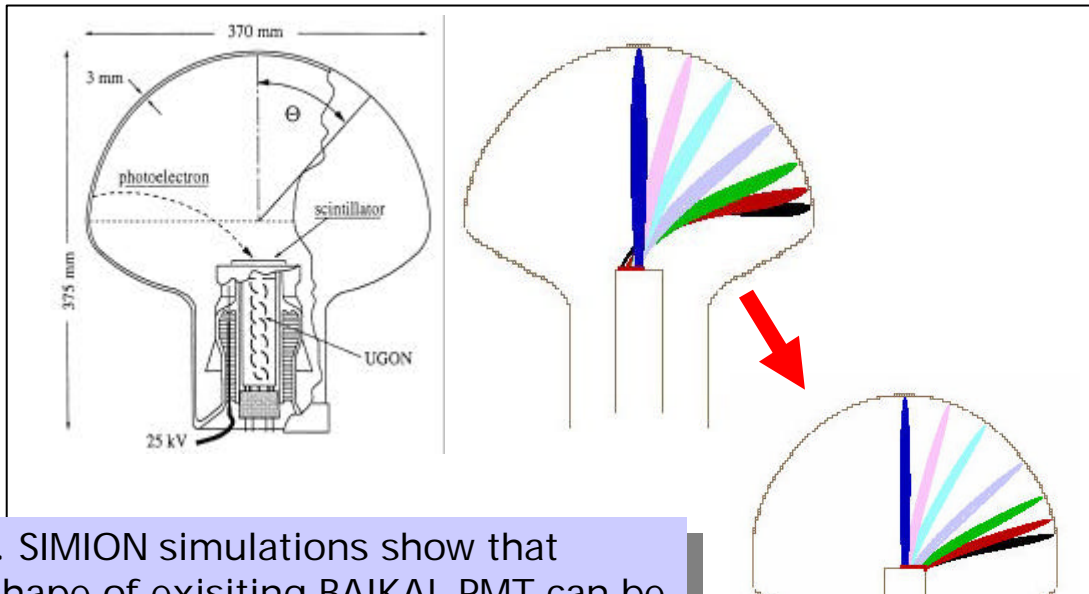 370 mm
3 mm
Θ
photoelectron
scintillator
375 mm
UGON
25 kV
. SIMION simulations show that
hape of exisiting BAIKAL PMT can be